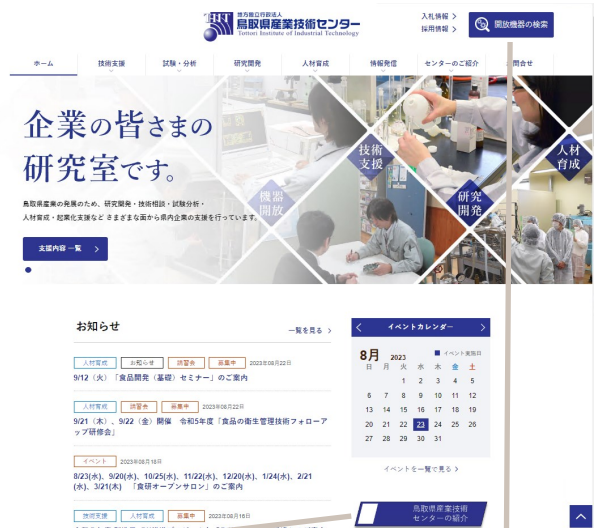 地方独立行政法人
鳥取県産業技術センター
Tottori Institute of Industrial Technology
入札情報 >
採用情報 >
開放機器の検索
ホーム 技術支援 試験・分析 研究開発 人材育成 情報発信 センターのご紹介 問合せ
企業の皆さまの
研究室です。
鳥取県産業の発展のため、研究開発・技術相談・試験分析・
人材育成・起業化支援など さまざまな面から県内企業の支援を行っています。
支援内容一覧 >
技術
支援
人材
育成
機器
開放
研究
開発
お知らせ
一覧を見る >
人材育成 お知らせ 講習会 募集中 2023年08月22日
9/12（火）「食品開発（基礎）セミナー」のご案内
人材育成 講習会 募集中 2023年08月22日
9/21（木）、9/22（金）開催 令和5年度「食品の衛生管理技術フォローア
ップ研修会」
イベント 2023年08月18日
8/23(水)、9/20(水)、10/25(水)、11/22(水)、12/20(水)、1/24(水)、2/21
(水)、3/21(木) 「食研オープンサロン」のご案内
技術支援 人材育成 募集中 2023年08月16日
< イベントカレンダー >
8月 2023 イベント実施日
日 月 火 水 木 金 土
1 2 3 4 5
6 7 8 9 10 11 12
13 14 15 16 17 18 19
20 21 22 23 24 25 26
27 28 29 30 31
イベントを一覧で見る >
鳥取県産業技術
センターの紹介